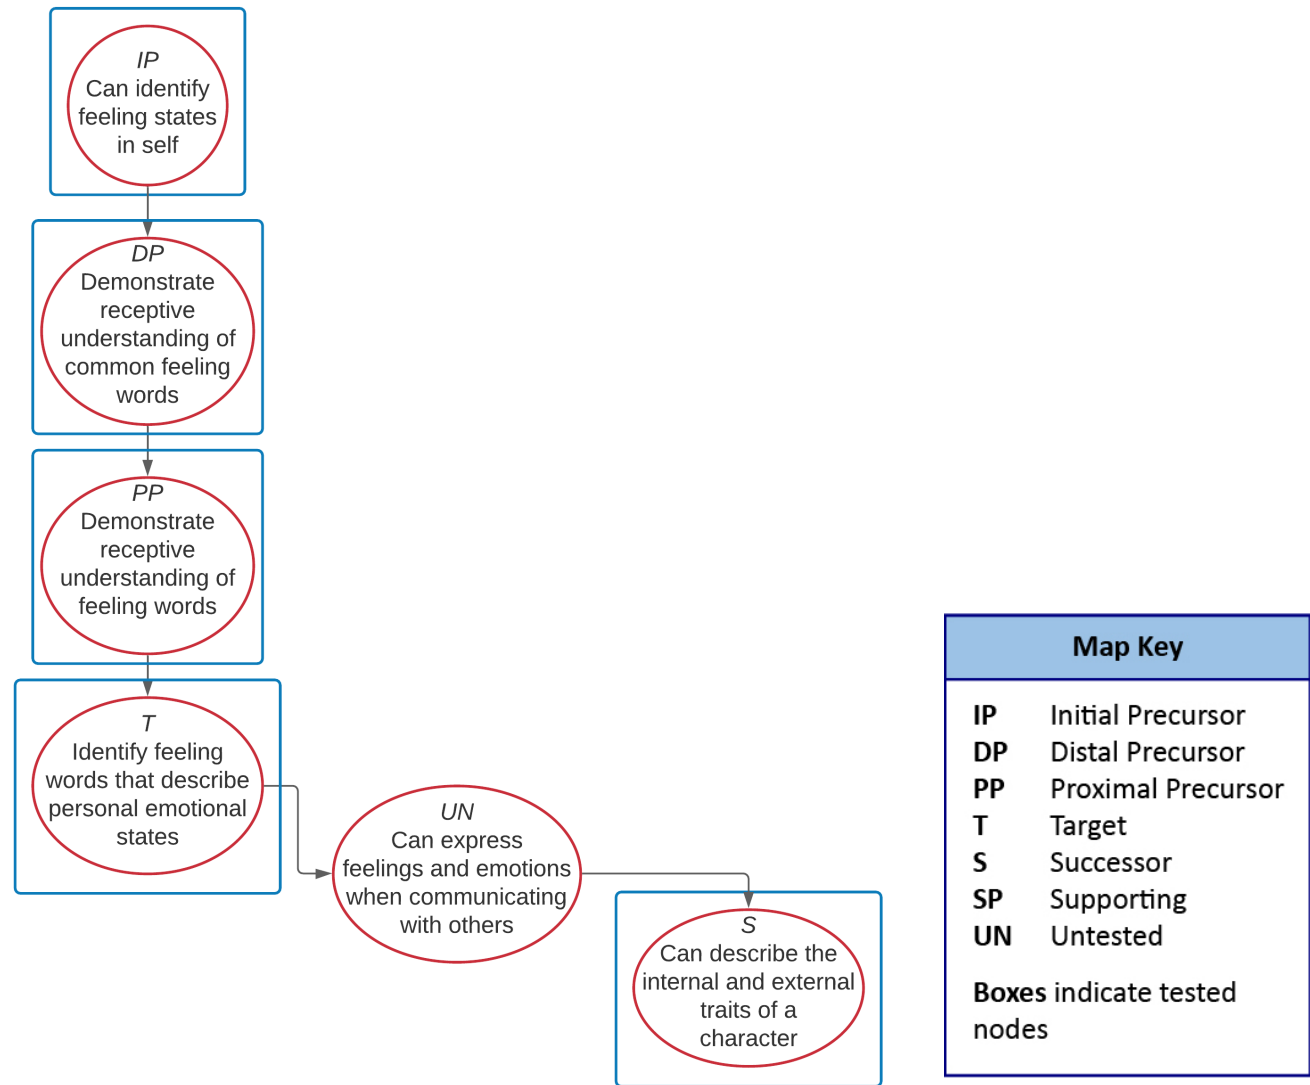 IP
Can identify
feeling states
in self
DP
Demonstrate
receptive
understanding of
common feeling
words
PP
Demonstrate
receptive
understanding of
feeling words
T
Identify feeling
words that describe
personal emotional
states
UN
Can express
feelings and emotions
when communicating
with others
S
Can describe the
internal and external
traits of a
character
Map Key
IP Initial Precursor
DP Distal Precursor
PP Proximal Precursor
T Target
S Successor
SP Supporting
UN Untested
Boxes indicate tested
nodes